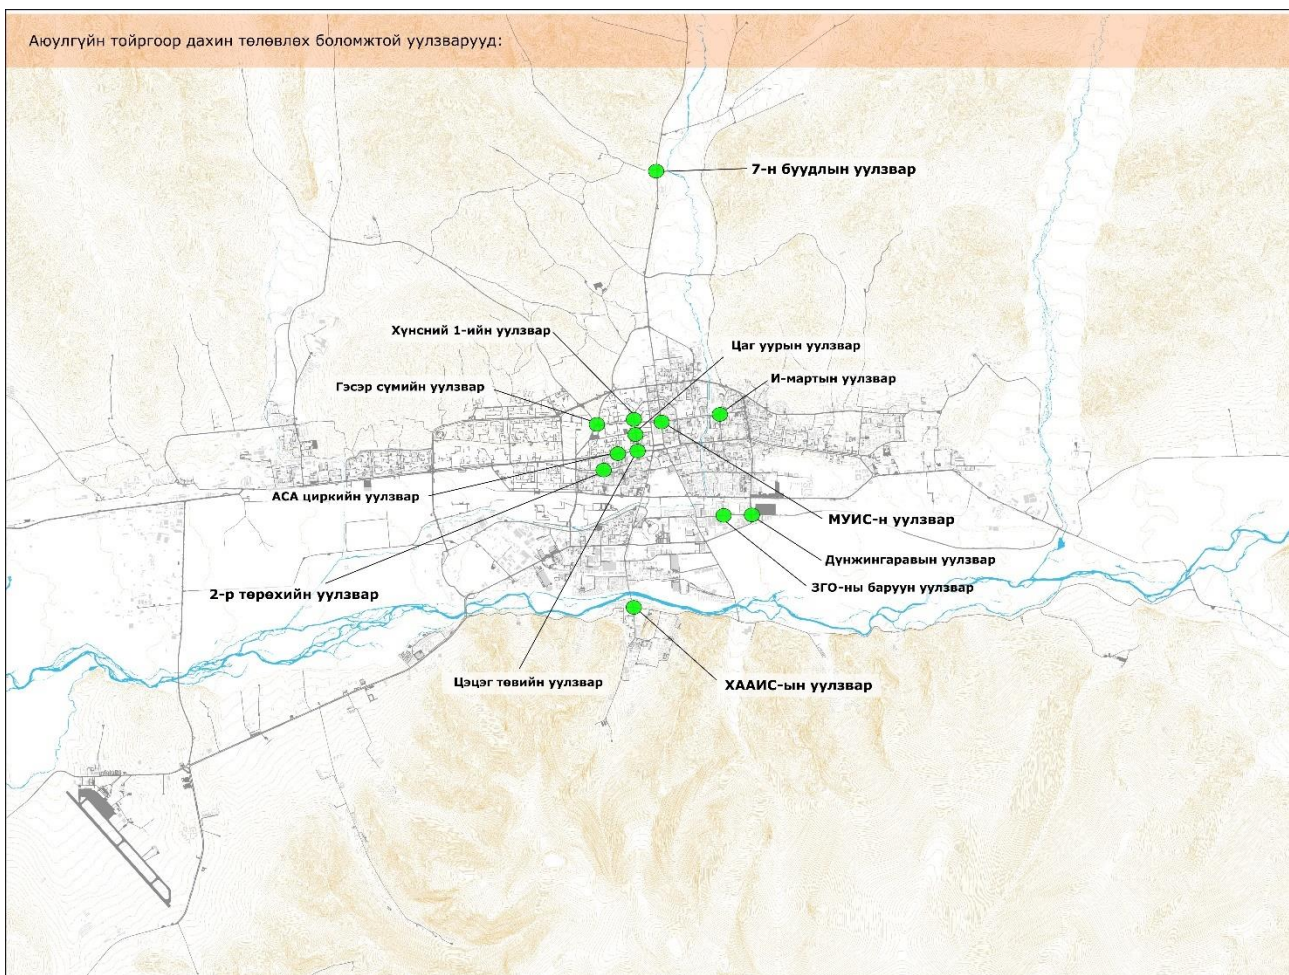 Аюулгүйн тойргоор дахин төлөвлөх боломжтой уулзварууд:
7-н буудлын уулзвар
Хүнсний 1-ийн уулзвар
Цаг уурын уулзвар
Гэсэр сүмийн уулзвар
И-мартын уулзвар
АСА циркийн уулзвар
МУИС-н уулзвар
Дүнжингаравын уулзвар
2-р төрөхийн уулзвар
ЗГО-ны баруун уулзвар
Цэцэг төвийн уулзвар
ХААИС-ын уулзвар